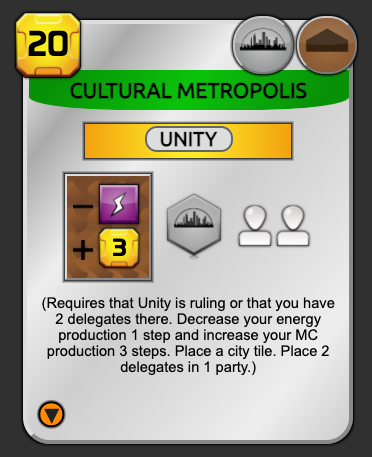 20
CULTURAL METROPOLIS
UNITY
−
+ 3
(Requires that Unity is ruling or that you have
2 delegates there. Decrease your energy
production 1 step and increase your MC
production 3 steps. Place a city tile. Place 2
delegates in 1 party.)